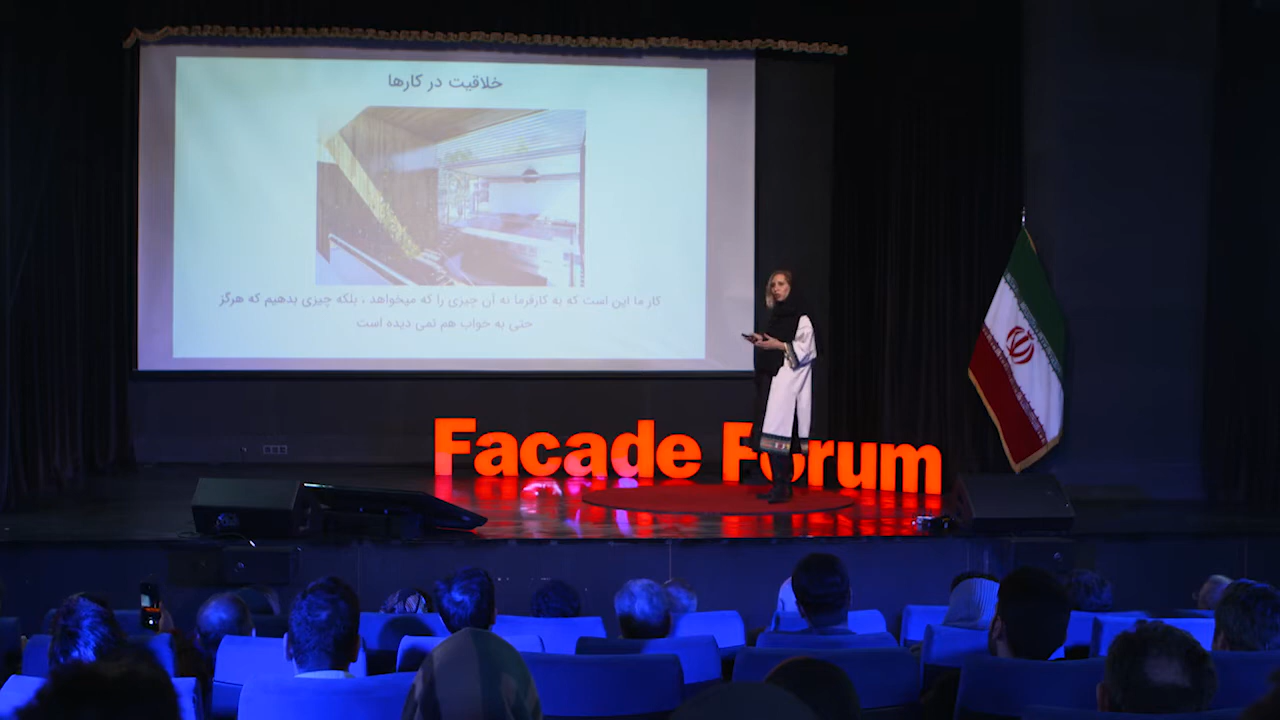 خلاقیت در کارها
کار ما این است که به کارفرما نه آن چیزی را که میخواهد ، بلکه چیزی بدهیم که هرگز
حتی به خواب هم نمی دیده است
Facade Forum